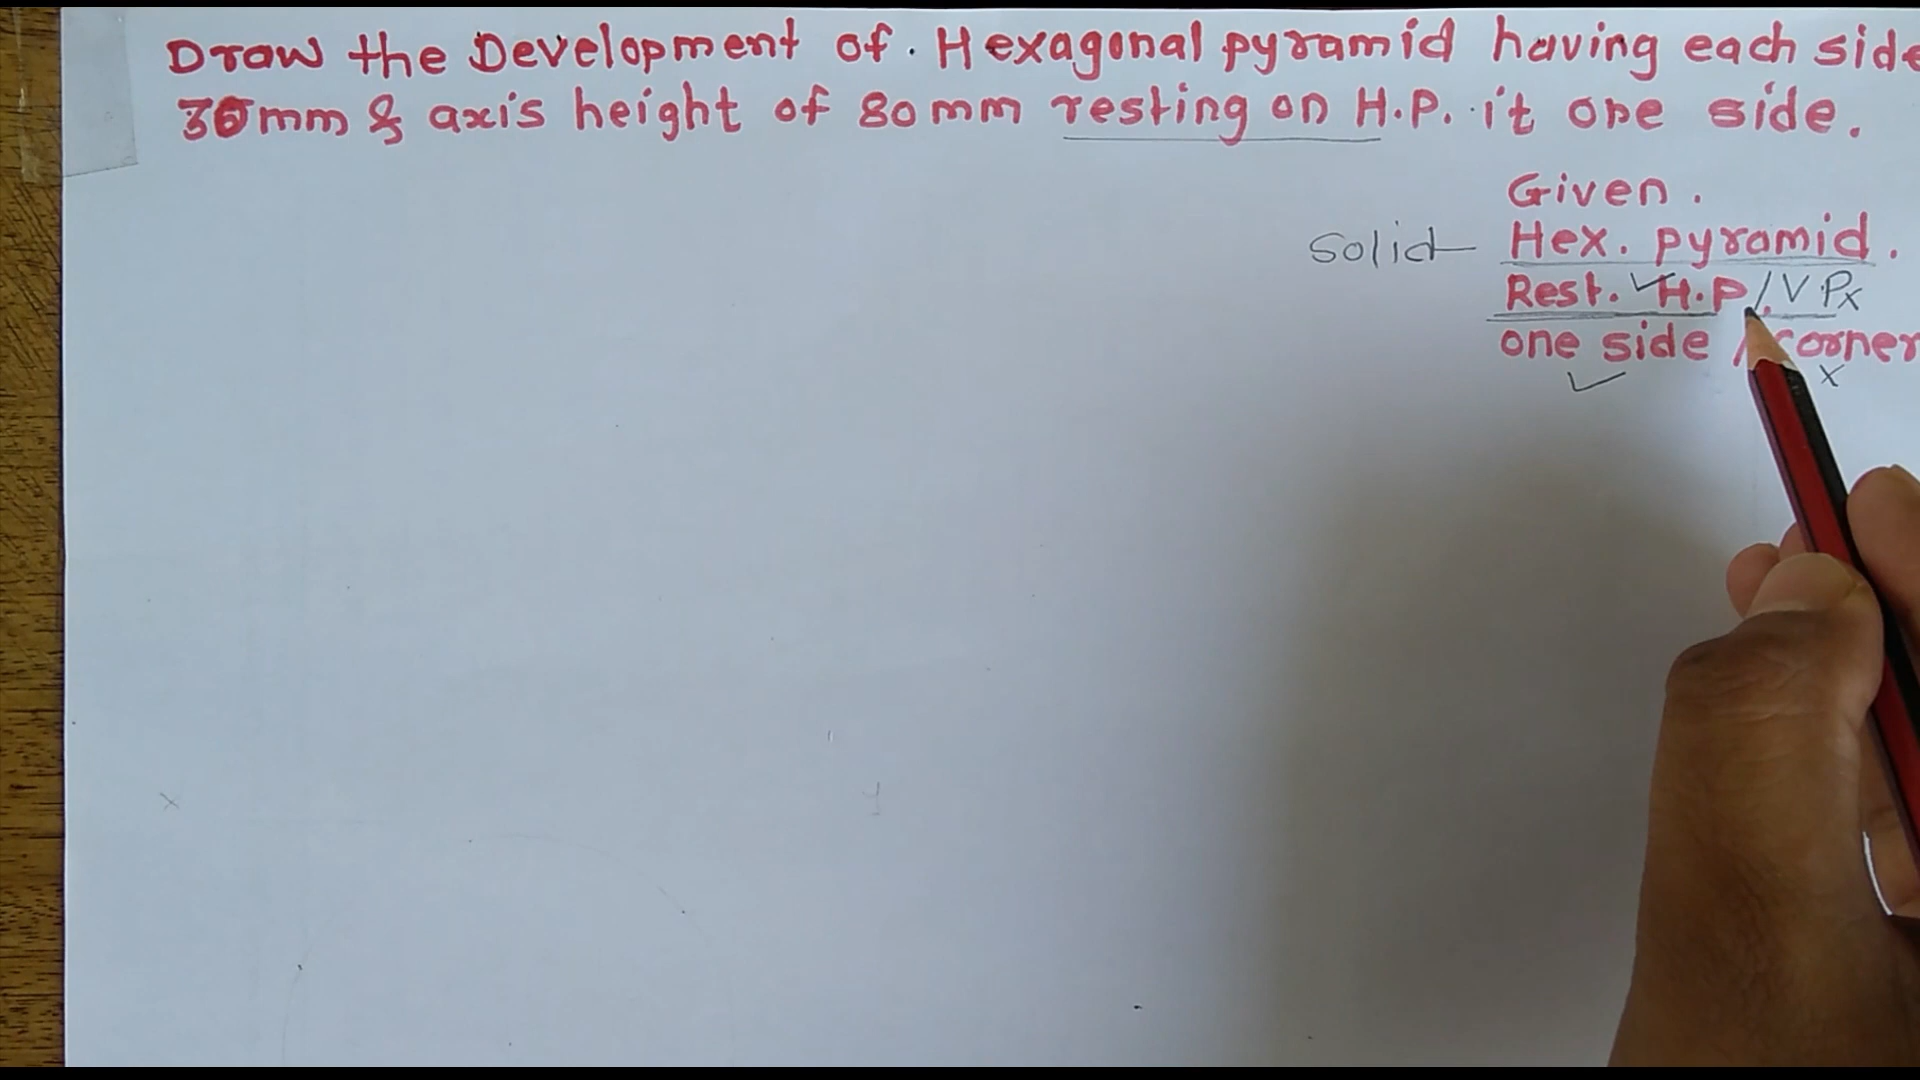 Draw the Development of. Hexagonal pyramid having each side
30mm & axis height of 80mm resting on H.P. it one side.
Given.
Solid Hex. pyramid.
Rest. ✓ H.P. / V.P x
one side / corner
✓ x